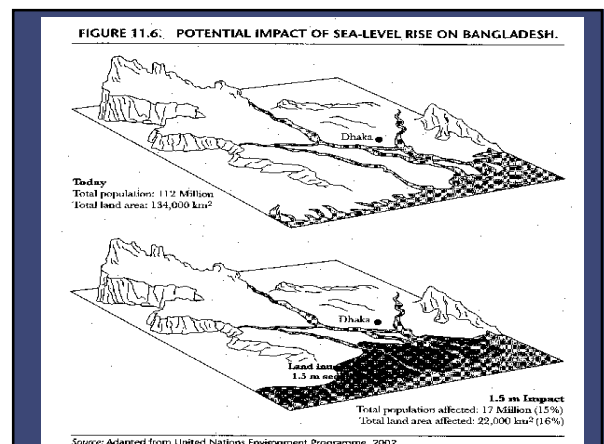 FIGURE 11.6: POTENTIAL IMPACT OF SEA-LEVEL RISE ON BANGLADESH.
Dhaka
Today
Total population: 112 Million
Total land area: 134,000 km²
Dhaka
Land
1.5 m
1.5 m Impact
Total population affected: 17 Million (15%)
Total land area affected: 22,000 km² (16%)
Source: Adapted from United Nations Environment Programme, 2002